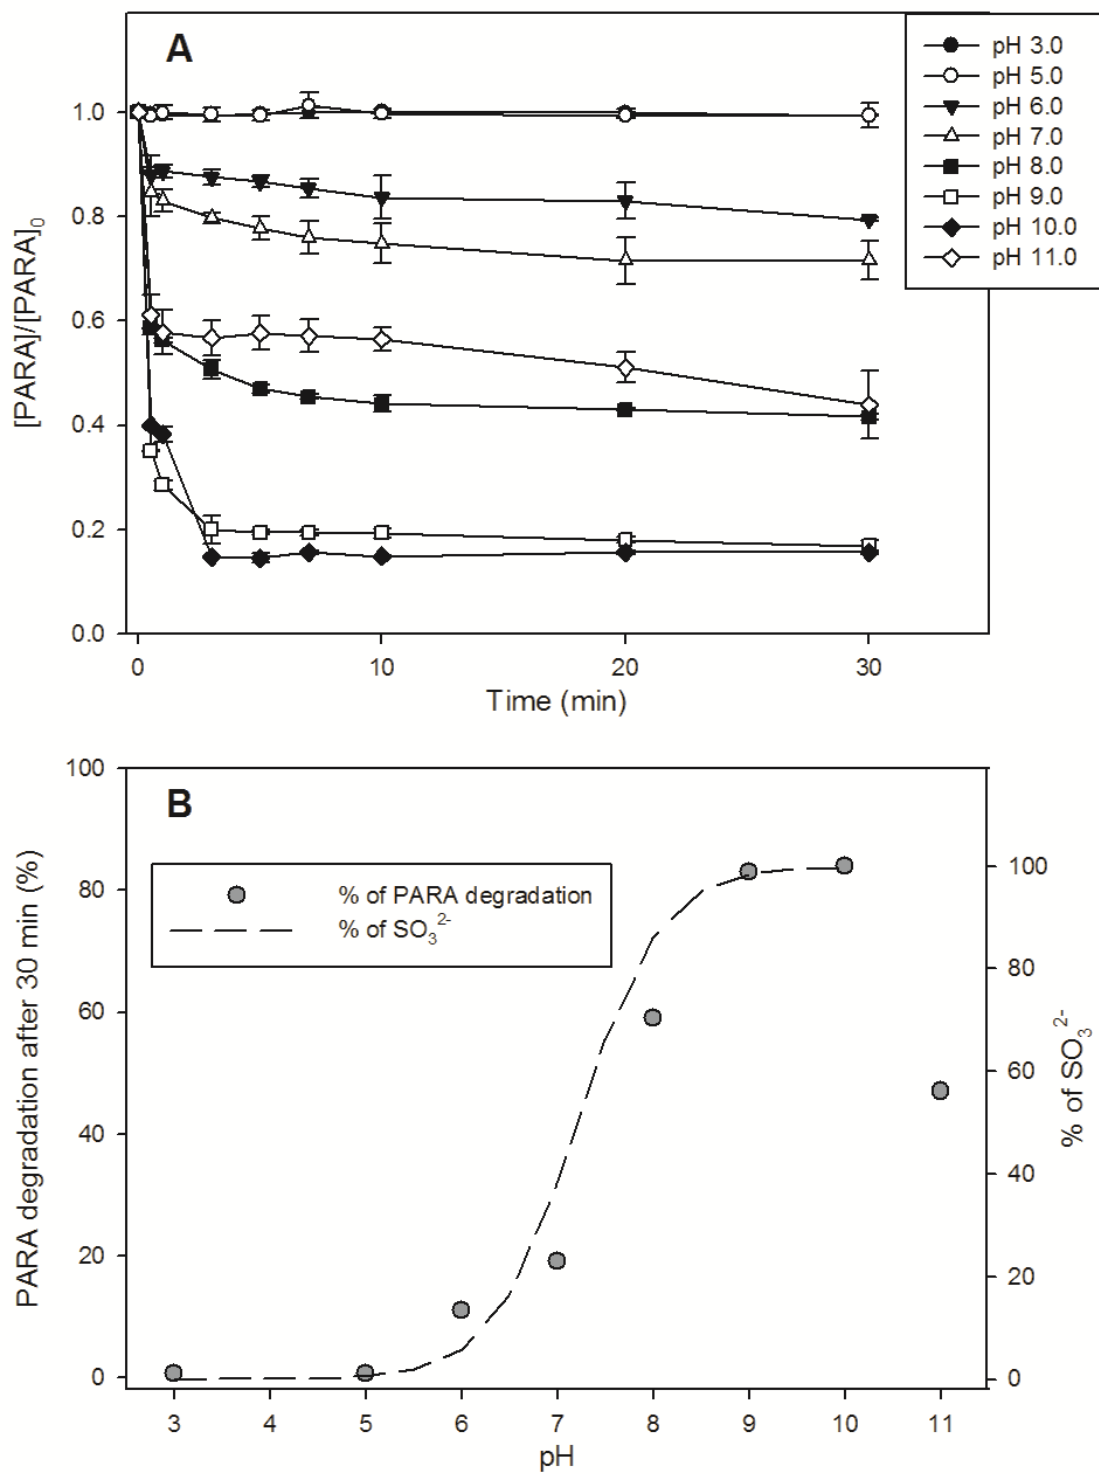 A
pH 3.0
pH 5.0
pH 6.0
pH 7.0
pH 8.0
pH 9.0
pH 10.0
pH 11.0
[PARA]/[PARA]₀
1.0
0.8
0.6
0.4
0.2
0.0
0 10 20 30
Time (min)
B
% of PARA degradation
% of SO₃²⁻
PARA degradation after 30 min (%)
100
80
60
40
20
0
100
80
60
40
20
0
% of SO₃²⁻
3 4 5 6 7 8 9 10 11
pH